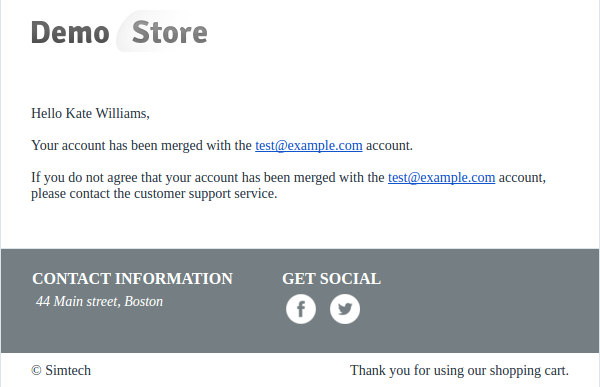 Demo Store
Hello Kate Williams,
Your account has been merged with the test@example.com account.
If you do not agree that your account has been merged with the test@example.com account,
please contact the customer support service.
CONTACT INFORMATION
44 Main street, Boston
GET SOCIAL
© Simtech
Thank you for using our shopping cart.